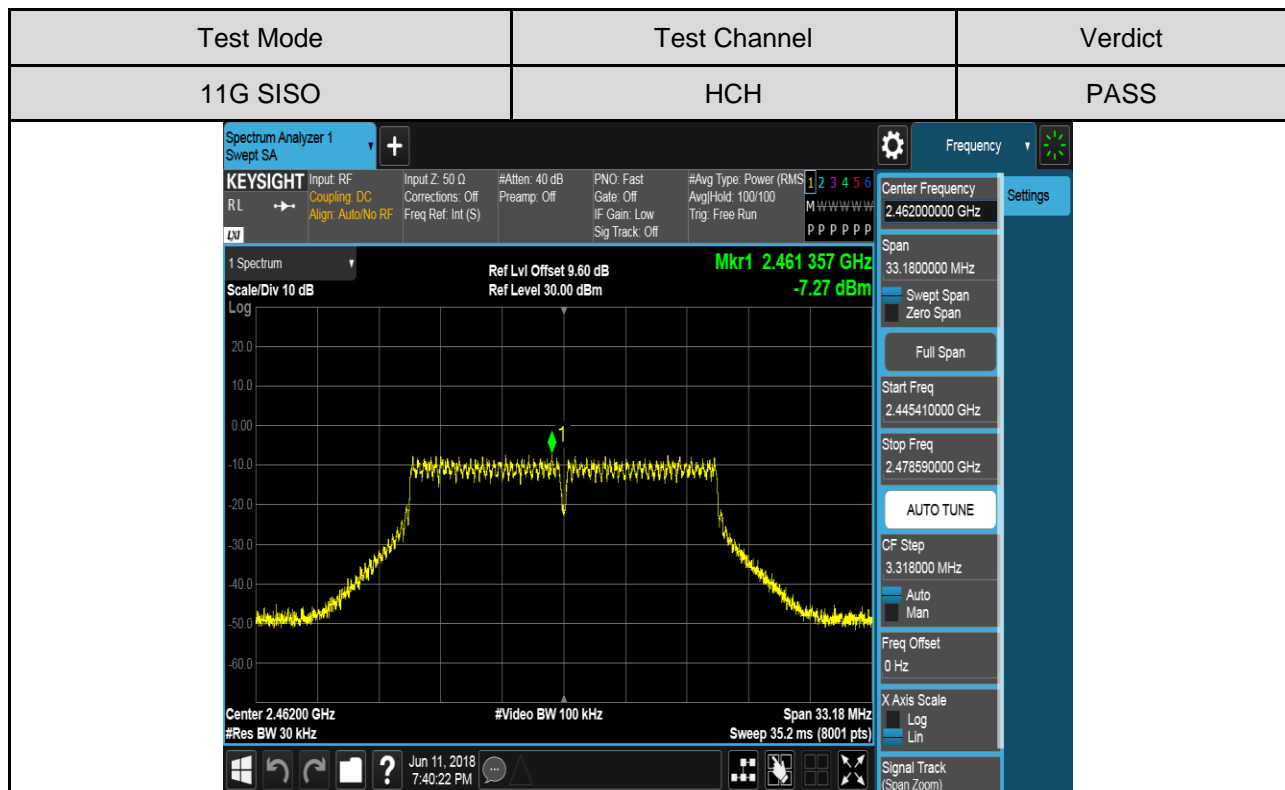 Test Mode Test Channel Verdict
11G SISO HCH PASS
Spectrum Analyzer 1
Swept SA
+
Frequency
KEYSIGHT Input: RF Input Z: 50 Ω #Atten: 40 dB PNO: Fast #Avg Type: Power (RMS 1 2 3 4 5 6
RL Coupling: DC Corrections: Off Preamp: Off Gate: Off Avg|Hold: 100/100 M W W W W W
Align: Auto/No RF Freq Ref: Int (S) IF Gain: Low Trig: Free Run
LXI Sig Track: Off P P P P P P
1 Spectrum
Ref Lvl Offset 9.60 dB Mkr1 2.461 357 GHz
Scale/Div 10 dB Ref Level 30.00 dBm -7.27 dBm
Log
20.0
10.0
0.00
1
-10.0
-20.0
-30.0
-40.0
-50.0
-60.0
Center 2.46200 GHz #Video BW 100 kHz Span 33.18 MHz
#Res BW 30 kHz Sweep 35.2 ms (8001 pts)
? Jun 11, 2018
7:40:22 PM
Center Frequency
2.462000000 GHz
Settings
Span
33.1800000 MHz
Swept Span
Zero Span
Full Span
Start Freq
2.445410000 GHz
Stop Freq
2.478590000 GHz
AUTO TUNE
CF Step
3.318000 MHz
Auto
Man
Freq Offset
0 Hz
X Axis Scale
Log
Lin
Signal Track
(Span Zoom)